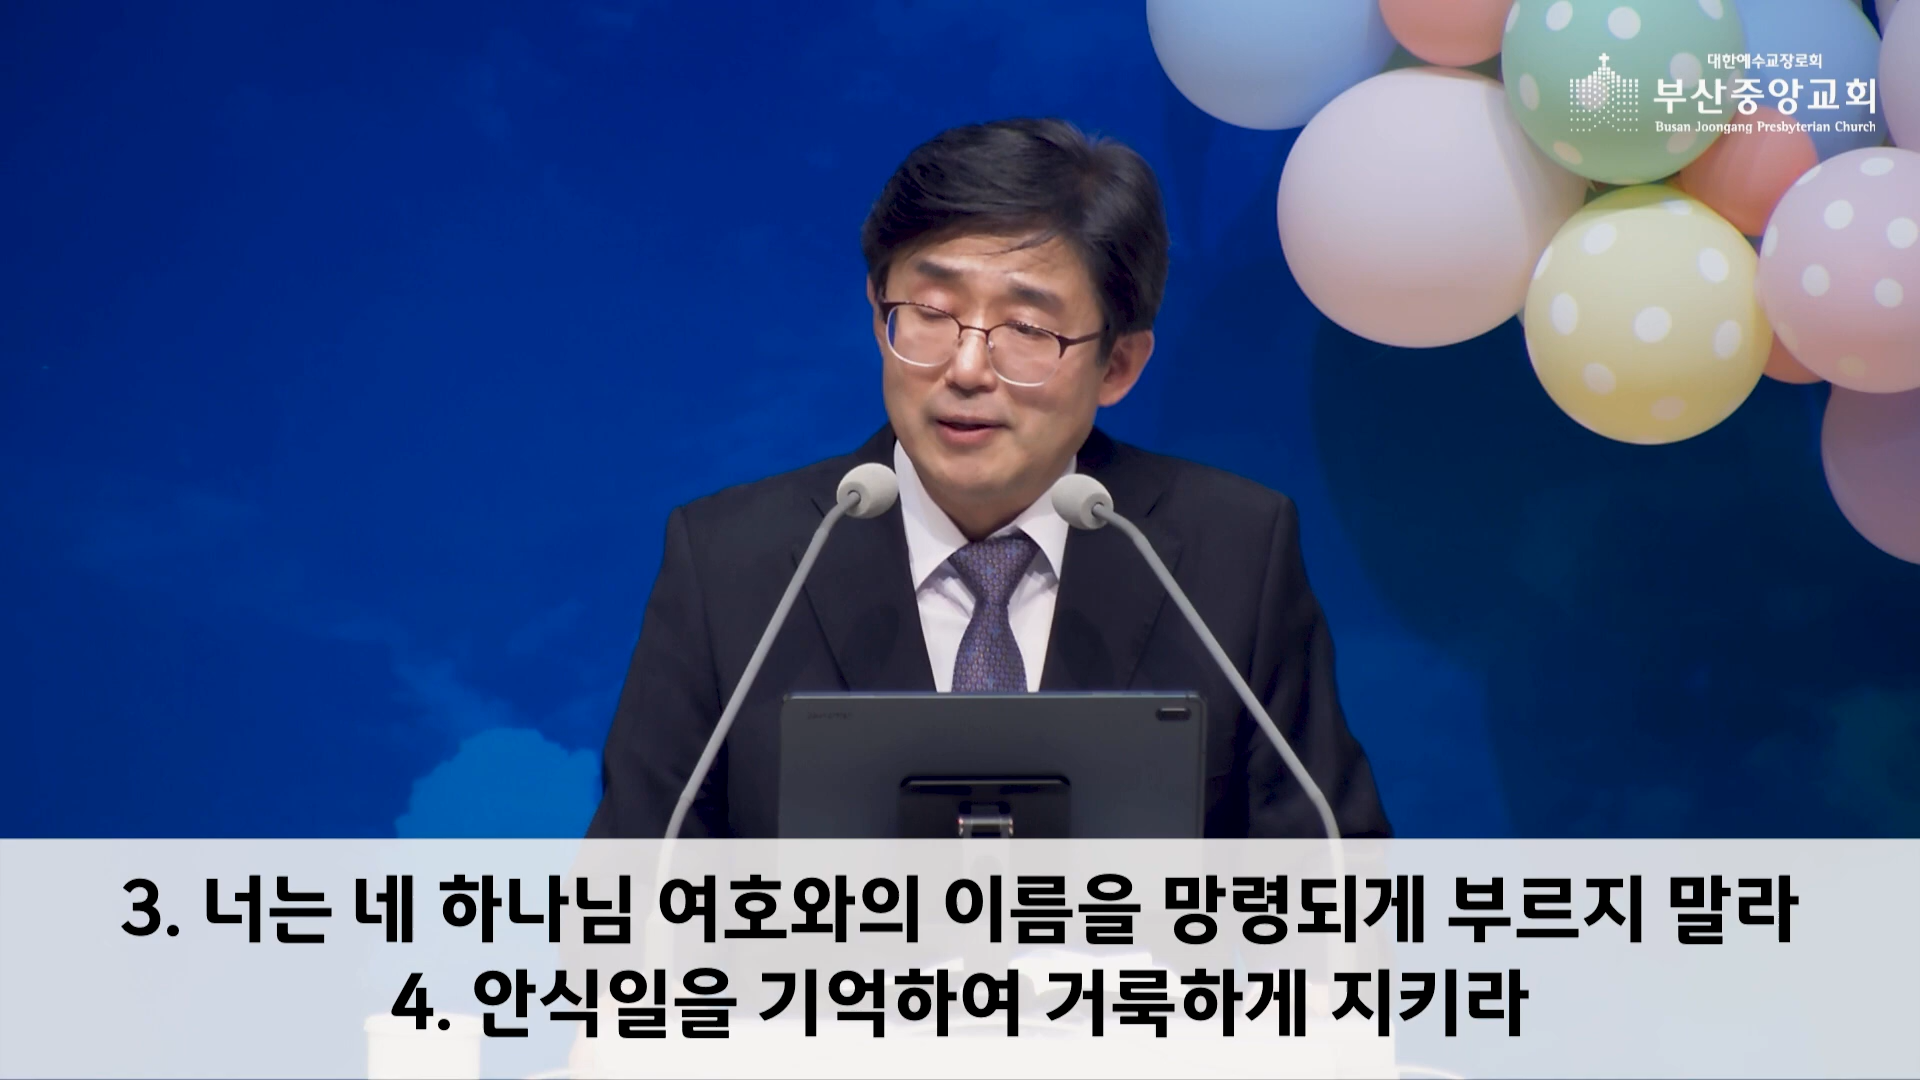 대한예수교장로회
부산중앙교회
Busan Joongang Presbyterian Church
3. 너는 네 하나님 여호와의 이름을 망령되게 부르지 말라
4. 안식일을 기억하여 거룩하게 지키라